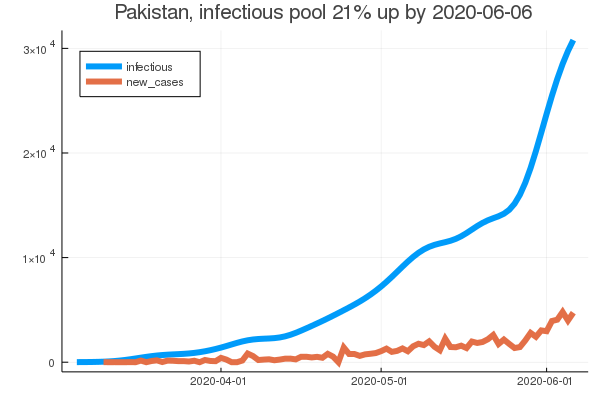 Pakistan, infectious pool 21% up by 2020-06-06
3×10⁴
infectious
new_cases
2×10⁴
1×10⁴
0
2020-04-01 2020-05-01 2020-06-01